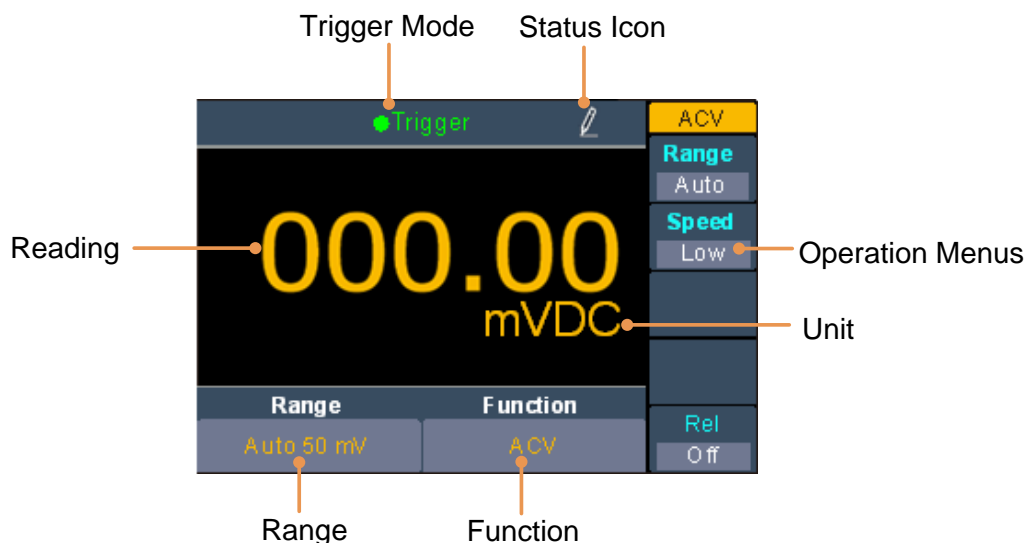 Trigger Mode
Status Icon
Trigger
ACV
Range
Auto
Speed
Low
Reading
000.00
mVDC
Operation Menus
Unit
Range
Function
Auto 50 mV
ACV
Rel
Off
Range
Function